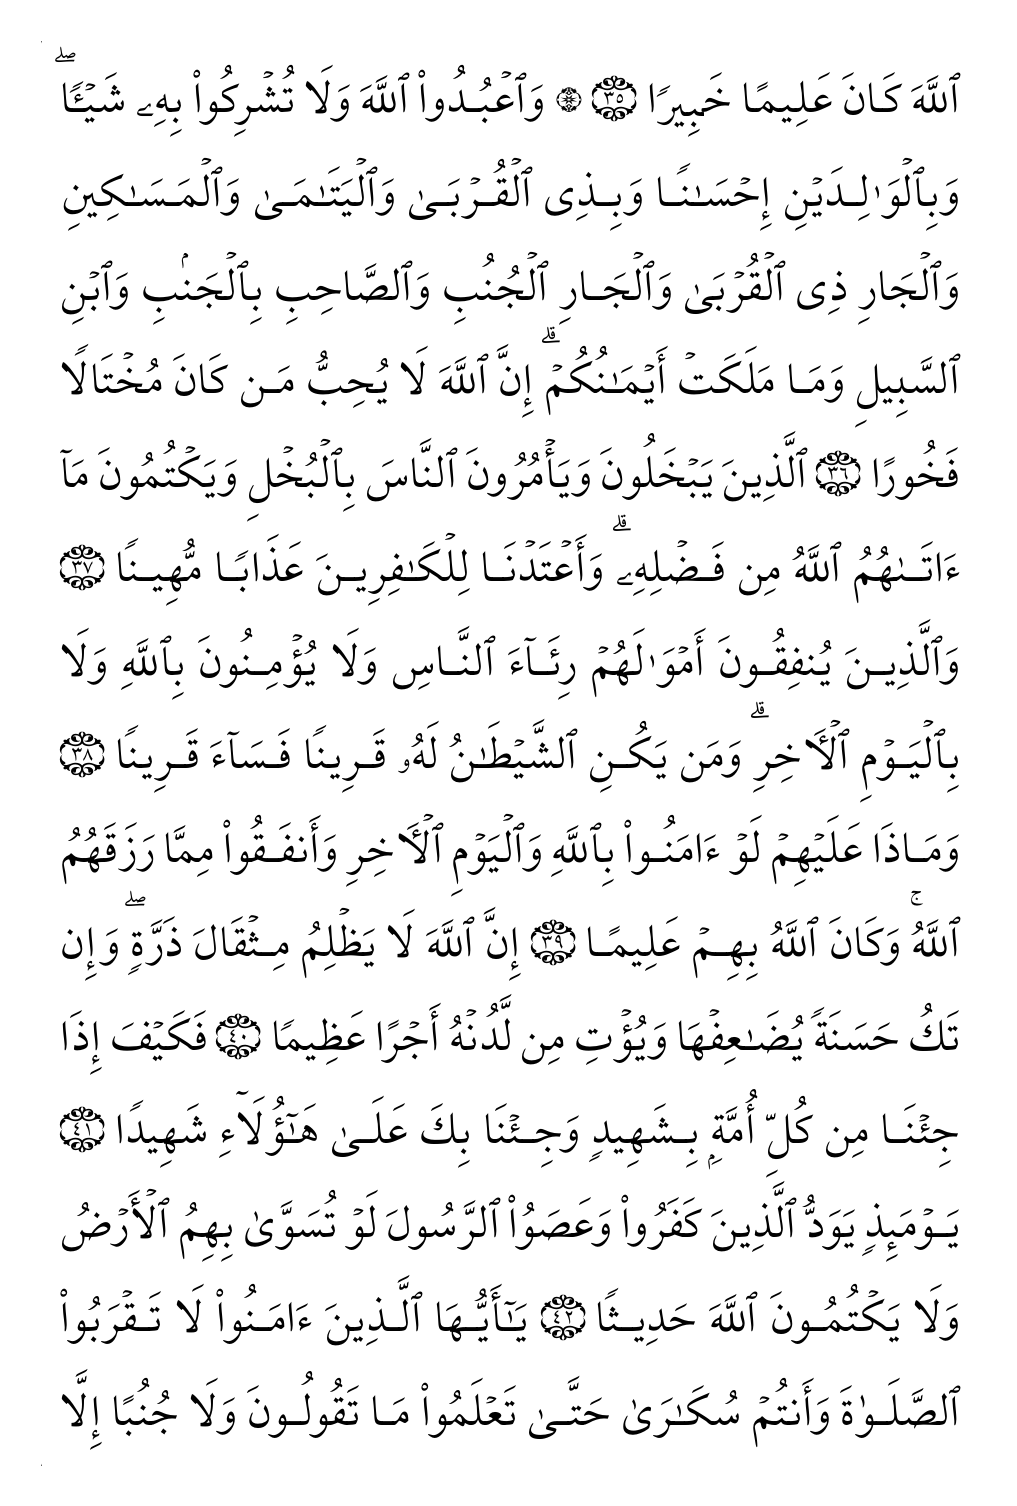 ٱللَّهَ كَانَ عَلِيمًا خَبِيرًا ٣٥ ۞ وَٱعۡبُدُوا۟ ٱللَّهَ وَلَا تُشۡرِكُوا۟ بِهِۦ شَيۡـًٔاۖ
وَبِٱلۡوَٰلِدَيۡنِ إِحۡسَـٰنًا وَبِذِى ٱلۡقُرۡبَىٰ وَٱلۡيَتَـٰمَىٰ وَٱلۡمَسَـٰكِينِ
وَٱلۡجَارِ ذِى ٱلۡقُرۡبَىٰ وَٱلۡجَارِ ٱلۡجُنُبِ وَٱلصَّاحِبِ بِٱلۡجَنۢبِ وَٱبۡنِ
ٱلسَّبِيلِ وَمَا مَلَكَتۡ أَيۡمَـٰنُكُمۡۗ إِنَّ ٱللَّهَ لَا يُحِبُّ مَن كَانَ مُخۡتَالًا
فَخُورًا ٣٦ ٱلَّذِينَ يَبۡخَلُونَ وَيَأۡمُرُونَ ٱلنَّاسَ بِٱلۡبُخۡلِ وَيَكۡتُمُونَ مَآ
ءَاتَىٰهُمُ ٱللَّهُ مِن فَضۡلِهِۦۗ وَأَعۡتَدۡنَا لِلۡكَـٰفِرِينَ عَذَابًا مُّهِينًا ٣٧
وَٱلَّذِينَ يُنفِقُونَ أَمۡوَٰلَهُمۡ رِئَآءَ ٱلنَّاسِ وَلَا يُؤۡمِنُونَ بِٱللَّهِ وَلَا
بِٱلۡيَوۡمِ ٱلۡـَٔاخِرِۗ وَمَن يَكُنِ ٱلشَّيۡطَـٰنُ لَهُۥ قَرِينًا فَسَآءَ قَرِينًا ٣٨
وَمَاذَا عَلَيۡهِمۡ لَوۡ ءَامَنُوا۟ بِٱللَّهِ وَٱلۡيَوۡمِ ٱلۡـَٔاخِرِ وَأَنفَقُوا۟ مِمَّا رَزَقَهُمُ
ٱللَّهُۚ وَكَانَ ٱللَّهُ بِهِمۡ عَلِيمًا ٣٩ إِنَّ ٱللَّهَ لَا يَظۡلِمُ مِثۡقَالَ ذَرَّةٍۖ وَإِن
تَكُ حَسَنَةً يُضَـٰعِفۡهَا وَيُؤۡتِ مِن لَّدُنۡهُ أَجۡرًا عَظِيمًا ٤٠ فَكَيۡفَ إِذَا
جِئۡنَا مِن كُلِّ أُمَّةِۭ بِشَهِيدٍ وَجِئۡنَا بِكَ عَلَىٰ هَـٰٓؤُلَآءِ شَهِيدًا ٤١
يَوۡمَئِذٍ يَوَدُّ ٱلَّذِينَ كَفَرُوا۟ وَعَصَوُا۟ ٱلرَّسُولَ لَوۡ تُسَوَّىٰ بِهِمُ ٱلۡأَرۡضُ
وَلَا يَكۡتُمُونَ ٱللَّهَ حَدِيثًا ٤٢ يَـٰٓأَيُّهَا ٱلَّذِينَ ءَامَنُوا۟ لَا تَقۡرَبُوا۟
ٱلصَّلَوٰةَ وَأَنتُمۡ سُكَـٰرَىٰ حَتَّىٰ تَعۡلَمُوا۟ مَا تَقُولُونَ وَلَا جُنُبًا إِلَّا